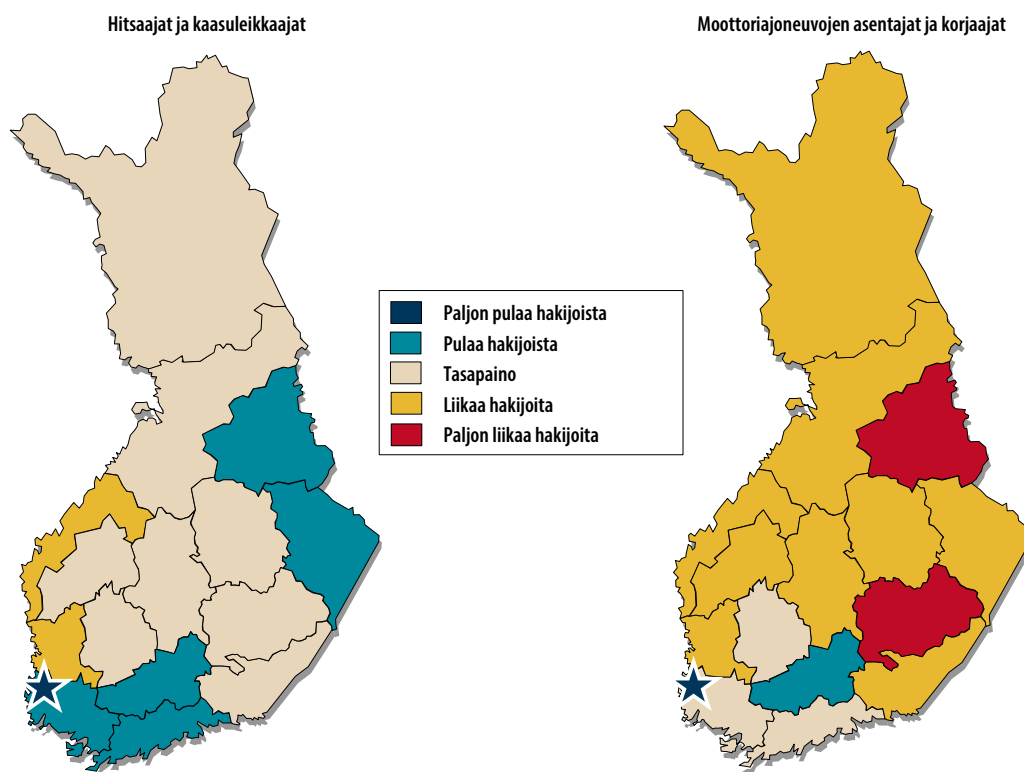 Hitsaajat ja kaasuleikkaajat
Moottoriajoneuvojen asentajat ja korjaajat
Paljon pulaa hakijoista
Pulaa hakijoista
Tasapaino
Liikaa hakijoita
Paljon liikaa hakijoita